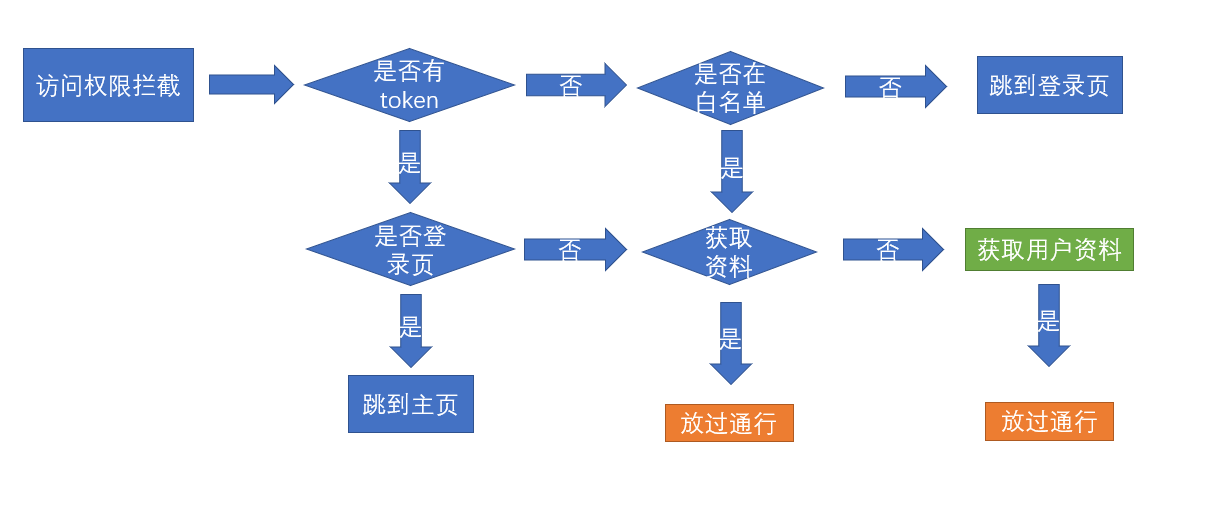 访问权限拦截
是否有
token
否
是否在
白名单
否
跳到登录页
是
是
是否登
录页
否
获取
资料
否
获取用户资料
是
是
是
跳到主页
放过通行
放过通行